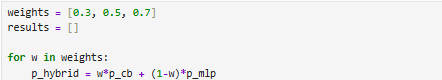 weights = [0.3, 0.5, 0.7]
results = []
for w in weights:
    p_hybrid = w*p_cb + (1-w)*p_mlp